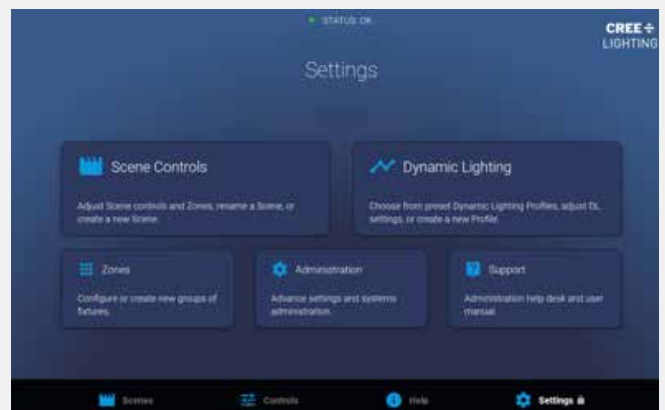 STATUS OK
CREE ÷
LIGHTING
Settings
Scene Controls
Adjust Scene controls and Zones, rename a Scene, or
create a new Scene.
Dynamic Lighting
Choose from preset Dynamic Lighting Profiles, adjust DL
settings, or create a new Profile.
Zones
Configure or create new groups of
fixtures.
Administration
Advance settings and systems
administration.
Support
Administration help desk and user
manual.
Scenes
Controls
Help
Settings